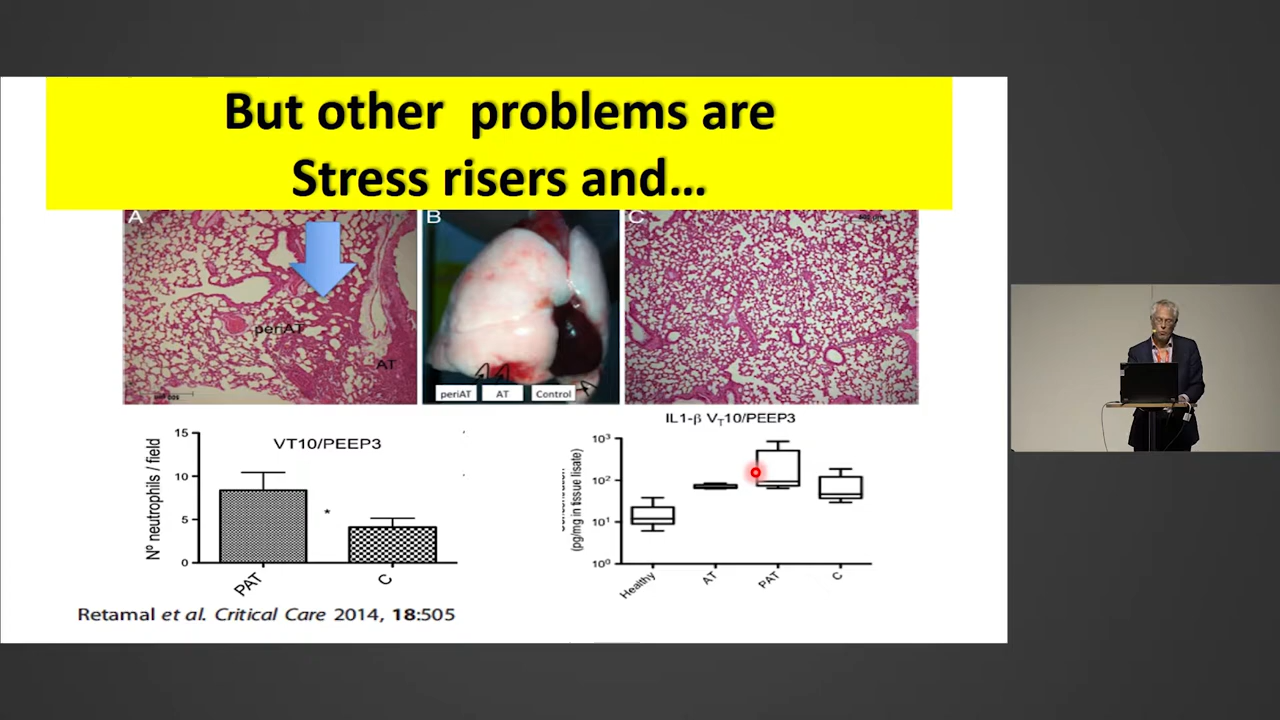 But other problems are
Stress risers and...
A
B
C
periAT
AT
periAT
AT
Control
VT10/PEEP3
Nº neutrophils / field
15
10
5
0
*
PAT
C
IL1-β VT10/PEEP3
(pg/mg in tissue lisate)
10³
10²
10¹
10⁰
Healthy
AT
PAT
C
Retamal et al. Critical Care 2014, 18:505